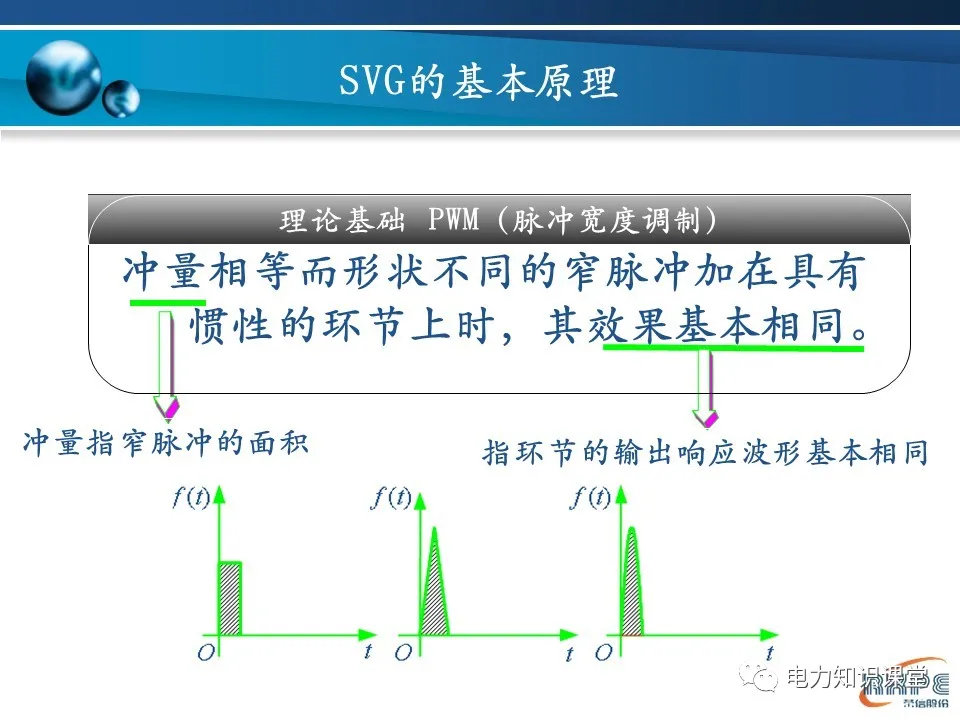 SVG的基本原理
理论基础 PWM (脉冲宽度调制)
冲量相等而形状不同的窄脉冲加在具有
惯性的环节上时，其效果基本相同。
冲量指窄脉冲的面积
指环节的输出响应波形基本相同
f(t)
f(t)
f(t)
O
t
O
t
O
t
电力知识课堂
荣信股份